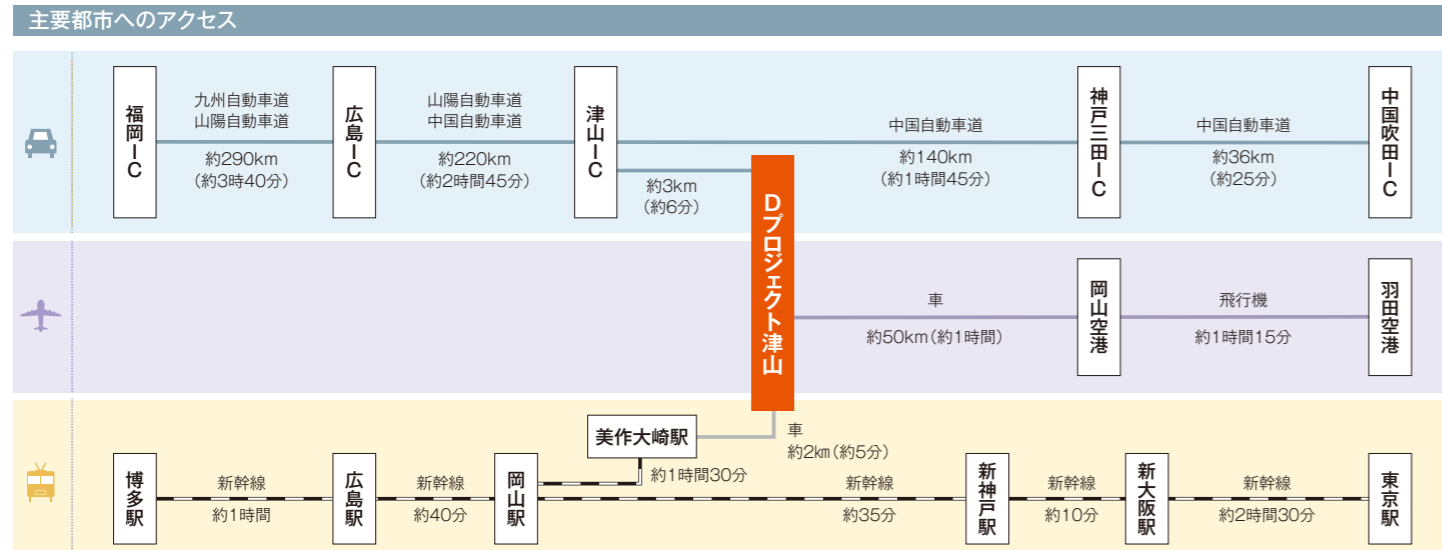 主要都市へのアクセス
福岡IC
九州自動車道
山陽自動車道
約290km
(約3時40分)
広島IC
山陽自動車道
中国自動車道
約220km
(約2時間45分)
津山IC
約3km
(約6分)
中国自動車道
約140km
(約1時間45分)
神戸三田IC
中国自動車道
約36km
(約25分)
中国吹田IC
Dプロジェクト津山
車
約50km(約1時間)
岡山空港
飛行機
約1時間15分
羽田空港
美作大崎駅
車
約2㎞(約5分)
約1時間30分
博多駅
新幹線
約1時間
広島駅
新幹線
約40分
岡山駅
新幹線
約35分
新神戸駅
新幹線
約10分
新大阪駅
新幹線
約2時間30分
東京駅